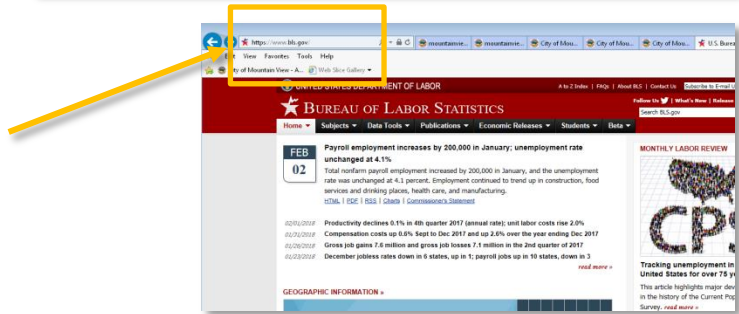 https://www.bls.gov/
mountainvie... mountainvie... City of Mou... City of Mou... City of Mou... U.S. Burea
View Favorites Tools Help
of Mountain View - A... Web Slice Gallery
UNITED STATES DEPARTMENT OF LABOR
A to Z Index | FAQs | About BLS | Contact Us Subscribe to E-mail U
BUREAU OF LABOR STATISTICS
Follow Us | What's New | Release
Search BLS.gov
Home Subjects Data Tools Publications Economic Releases Students Beta
FEB
02
Payroll employment increases by 200,000 in January; unemployment rate
unchanged at 4.1%
Total nonfarm payroll employment increased by 200,000 in January, and the unemployment
rate was unchanged at 4.1 percent. Employment continued to trend up in construction, food
services and drinking places, health care, and manufacturing.
HTML | PDF | RSS | Charts | Commissioner's Statement
02/01/2018 Productivity declines 0.1% in 4th quarter 2017 (annual rate); unit labor costs rise 2.0%
01/31/2018 Compensation costs up 0.6% Sept to Dec 2017 and up 2.6% over the year ending Dec 2017
Gross job gains 7.6 million and gross job losses 7.1 million in the 2nd quarter of 2017
01/23/2018 December jobless rates down in 6 states, up in 1; payroll jobs up in 10 states, down in 3
read more »
GEOGRAPHIC INFORMATION »
MONTHLY LABOR REVIEW
CPS
Tracking unemployment in
United States for over 75 y
This article highlights major dev
in the history of the Current Pop
Survey. read more »